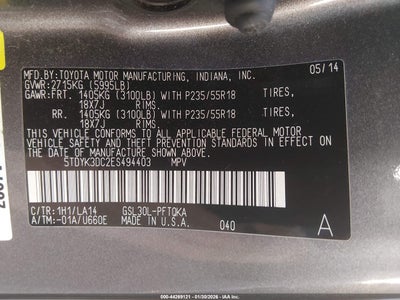 MFD.BY:TOYOTA MOTOR MANUFACTURING, INDIANA, INC. 05/14
GVWR:2715KG (5995LB)
GAWR:FRT. 1405KG (3100LB) WITH P235/55R18 TIRES,
18X7J RIMS.
RR. 1405KG (3100LB) WITH P235/55R18 TIRES,
18X7J RIMS.
THIS VEHICLE CONFORMS TO ALL APPLICABLE FEDERAL MOTOR
VEHICLE SAFETY, BUMPER, AND THEFT PREVENTION STANDARDS IN
EFFECT ON THE DATE OF MANUFACTURE SHOWN ABOVE.
5TDYK3DC2ES494403 MPV
C/TR:1H1/LA14 GSL30L-PFTQKA
A/TM:-01A/U660E MADE IN U.S.A. 040 A
000-44269121 - 01/30/2026 - IAA Inc.